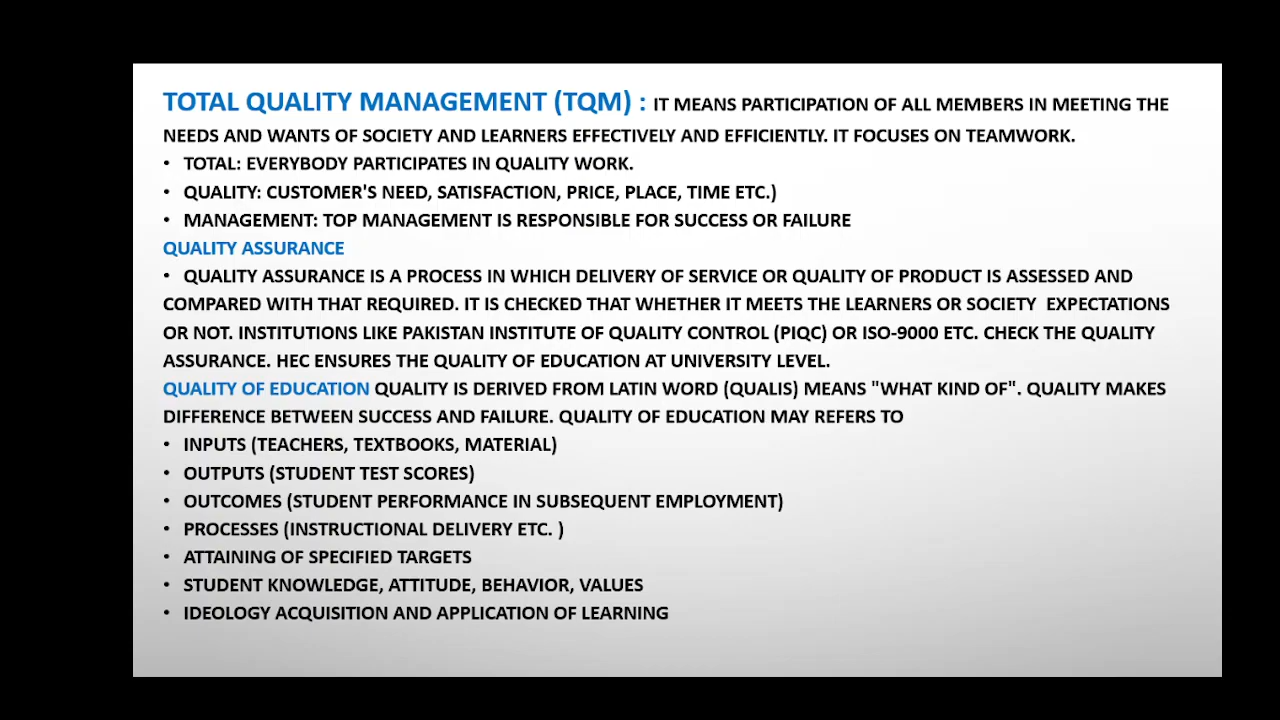 TOTAL QUALITY MANAGEMENT (TQM) : IT MEANS PARTICIPATION OF ALL MEMBERS IN MEETING THE
NEEDS AND WANTS OF SOCIETY AND LEARNERS EFFECTIVELY AND EFFICIENTLY. IT FOCUSES ON TEAMWORK.
• TOTAL: EVERYBODY PARTICIPATES IN QUALITY WORK.
• QUALITY: CUSTOMER'S NEED, SATISFACTION, PRICE, PLACE, TIME ETC.)
• MANAGEMENT: TOP MANAGEMENT IS RESPONSIBLE FOR SUCCESS OR FAILURE
QUALITY ASSURANCE
• QUALITY ASSURANCE IS A PROCESS IN WHICH DELIVERY OF SERVICE OR QUALITY OF PRODUCT IS ASSESSED AND
COMPARED WITH THAT REQUIRED. IT IS CHECKED THAT WHETHER IT MEETS THE LEARNERS OR SOCIETY EXPECTATIONS
OR NOT. INSTITUTIONS LIKE PAKISTAN INSTITUTE OF QUALITY CONTROL (PIQC) OR ISO-9000 ETC. CHECK THE QUALITY
ASSURANCE. HEC ENSURES THE QUALITY OF EDUCATION AT UNIVERSITY LEVEL.
QUALITY OF EDUCATION QUALITY IS DERIVED FROM LATIN WORD (QUALIS) MEANS "WHAT KIND OF". QUALITY MAKES
DIFFERENCE BETWEEN SUCCESS AND FAILURE. QUALITY OF EDUCATION MAY REFERS TO
• INPUTS (TEACHERS, TEXTBOOKS, MATERIAL)
• OUTPUTS (STUDENT TEST SCORES)
• OUTCOMES (STUDENT PERFORMANCE IN SUBSEQUENT EMPLOYMENT)
• PROCESSES (INSTRUCTIONAL DELIVERY ETC. )
• ATTAINING OF SPECIFIED TARGETS
• STUDENT KNOWLEDGE, ATTITUDE, BEHAVIOR, VALUES
• IDEOLOGY ACQUISITION AND APPLICATION OF LEARNING